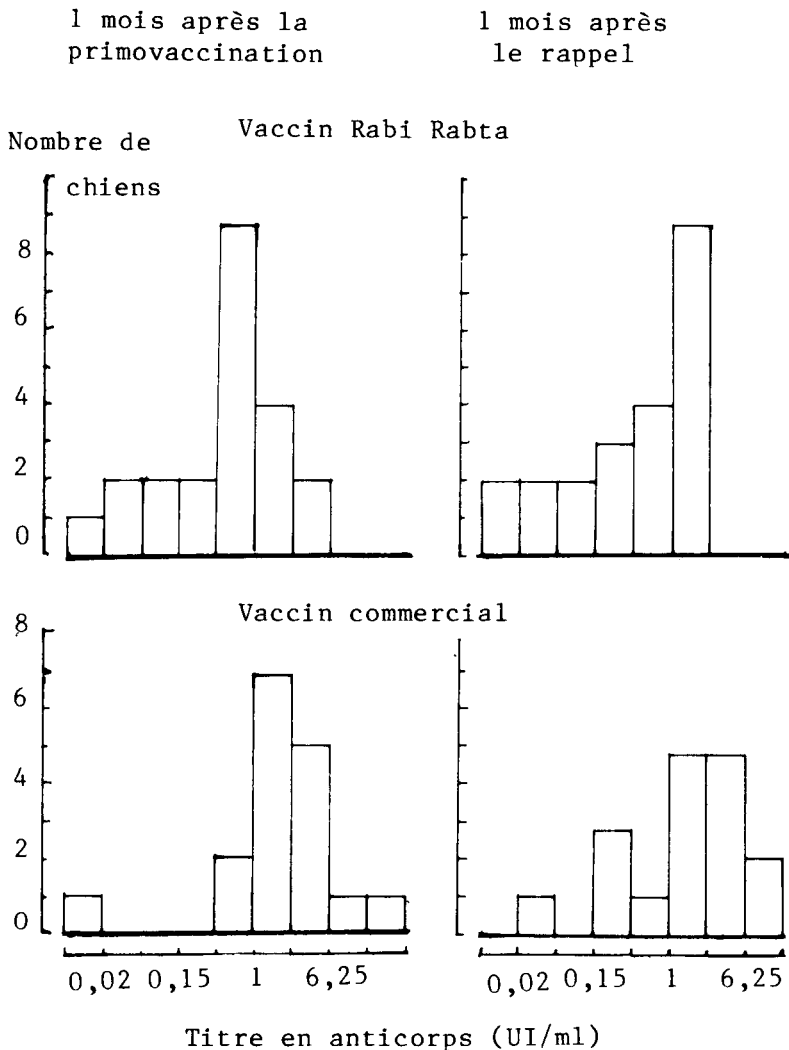 1 mois après la
primovaccination
1 mois après
le rappel
Vaccin Rabi Rabta
Nombre de
chiens
8
6
4
2
0
Vaccin commercial
8
6
4
2
0
0,02 0,15 1 6,25
0,02 0,15 1 6,25
Titre en anticorps (UI/ml)